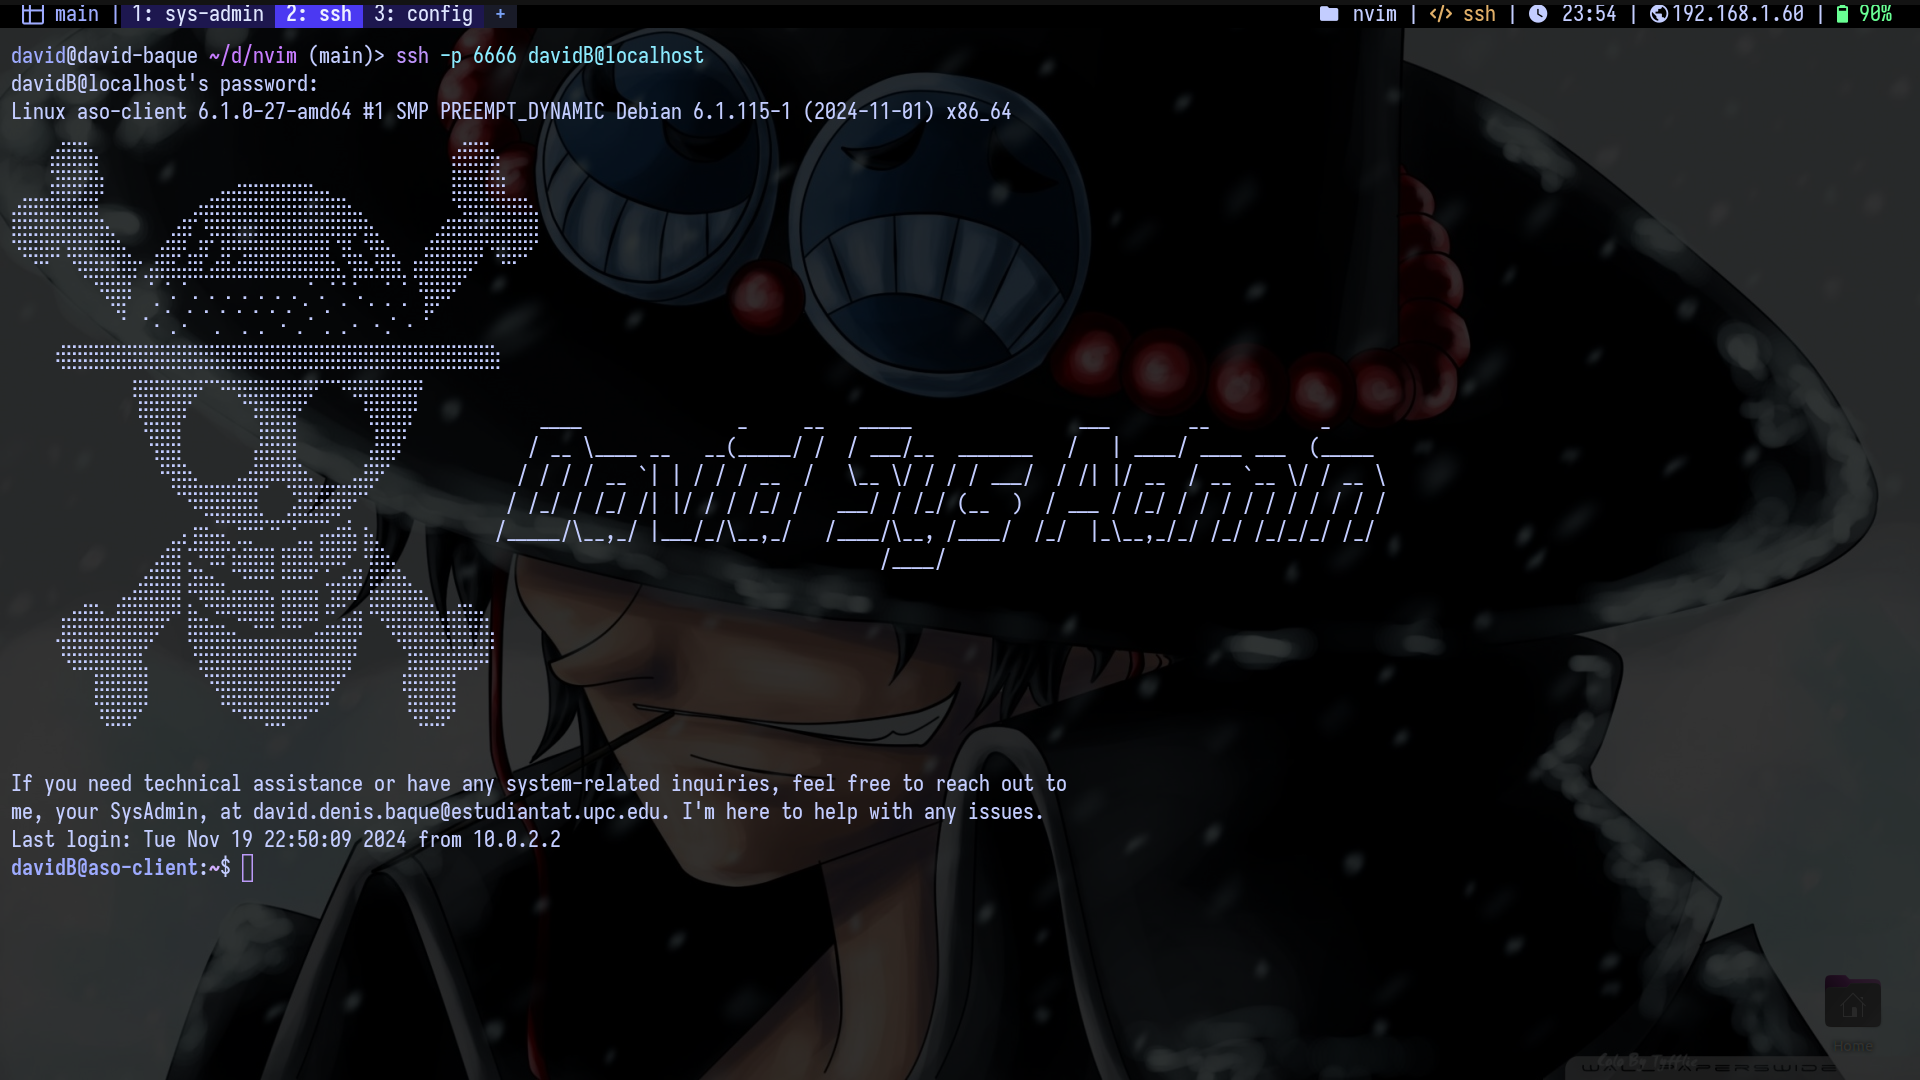 main | 1: sys-admin 2: ssh 3: config +
nvim | </> ssh | 23:54 | 192.168.1.60 | 90%
david@david-baque ~/d/nvim (main)> ssh -p 6666 davidB@localhost
davidB@localhost's password:
Linux aso-client 6.1.0-27-amd64 #1 SMP PREEMPT_DYNAMIC Debian 6.1.115-1 (2024-11-01) x86_64
David Sys Admin
If you need technical assistance or have any system-related inquiries, feel free to reach out to
me, your SysAdmin, at david.denis.baque@estudiantat.upc.edu. I'm here to help with any issues.
Last login: Tue Nov 19 22:50:09 2024 from 10.0.2.2
davidB@aso-client:~$
Home
WALLPAPERSWIDE